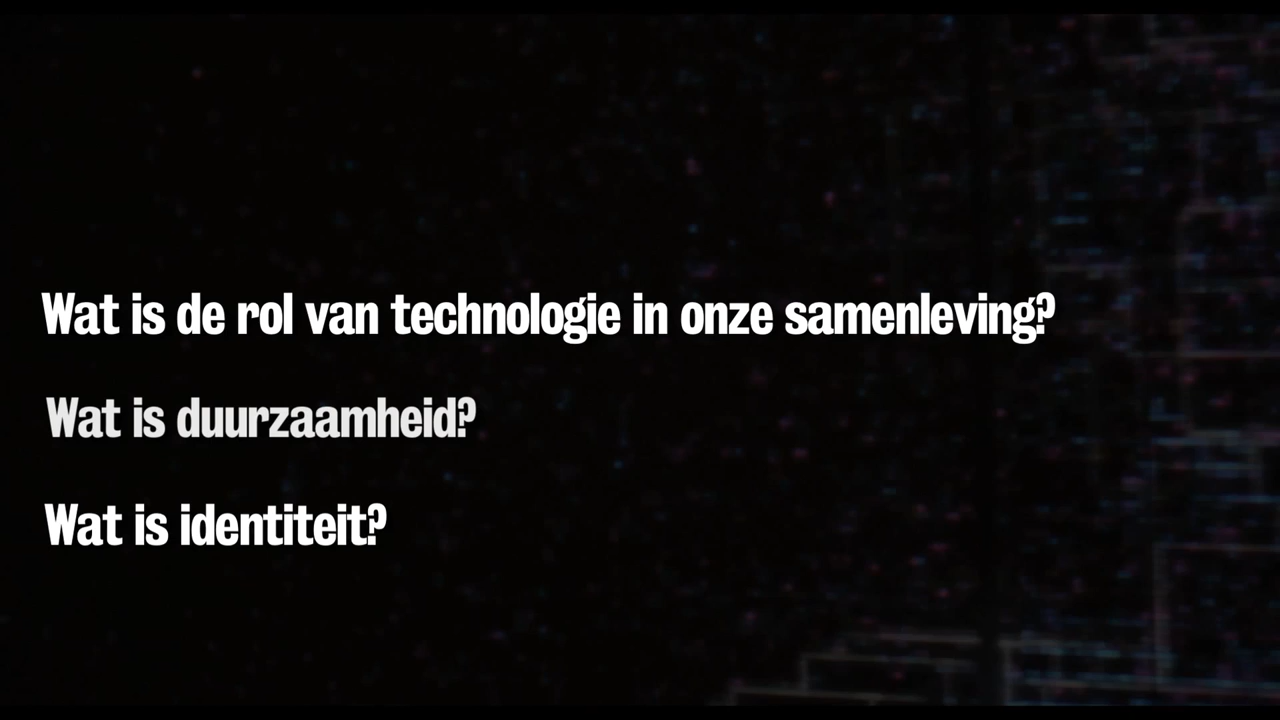 Wat is de rol van technologie in onze samenleving?
Wat is duurzaamheid?
Wat is identiteit?